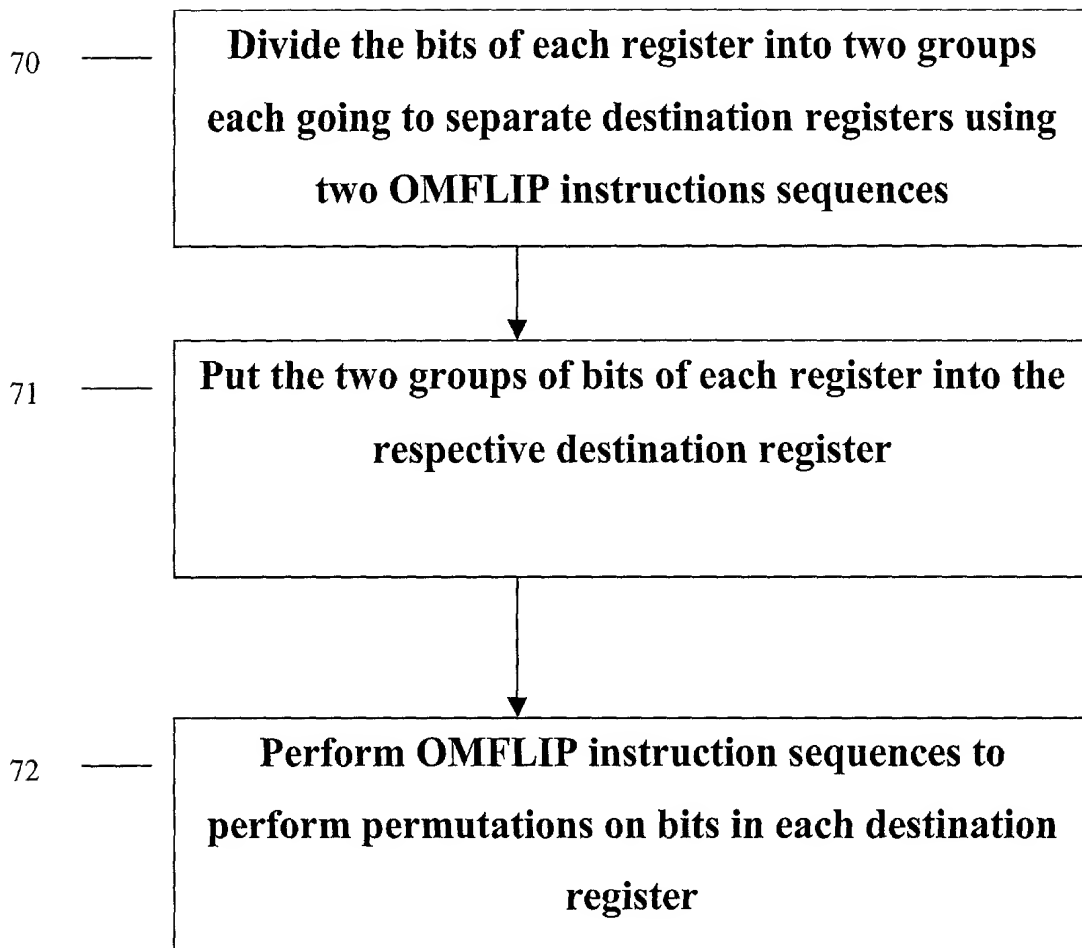 70
Divide the bits of each register into two groups
each going to separate destination registers using
two OMFLIP instructions sequences
71
Put the two groups of bits of each register into the
respective destination register
72
Perform OMFLIP instruction sequences to
perform permutations on bits in each destination
register